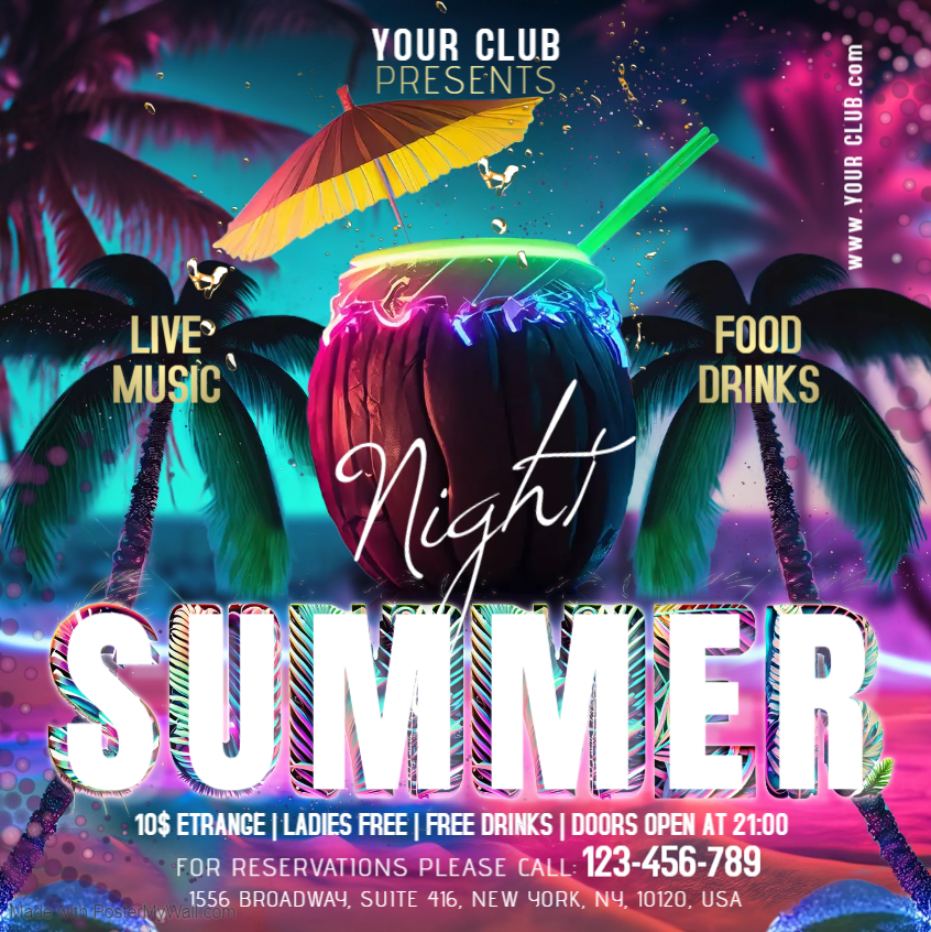 YOUR CLUB
PRESENTS
www.YOUR CLUB.com
LIVE
MUSIC
FOOD
DRINKS
Night
SUMMER
10$ ETRANGE | LADIES FREE | FREE DRINKS | DOORS OPEN AT 21:00
FOR RESERVATIONS PLEASE CALL: 123-456-789
1556 BROADWAY, SUITE 416, NEW YORK, NY, 10120, USA
Made with PosterMyWall.com